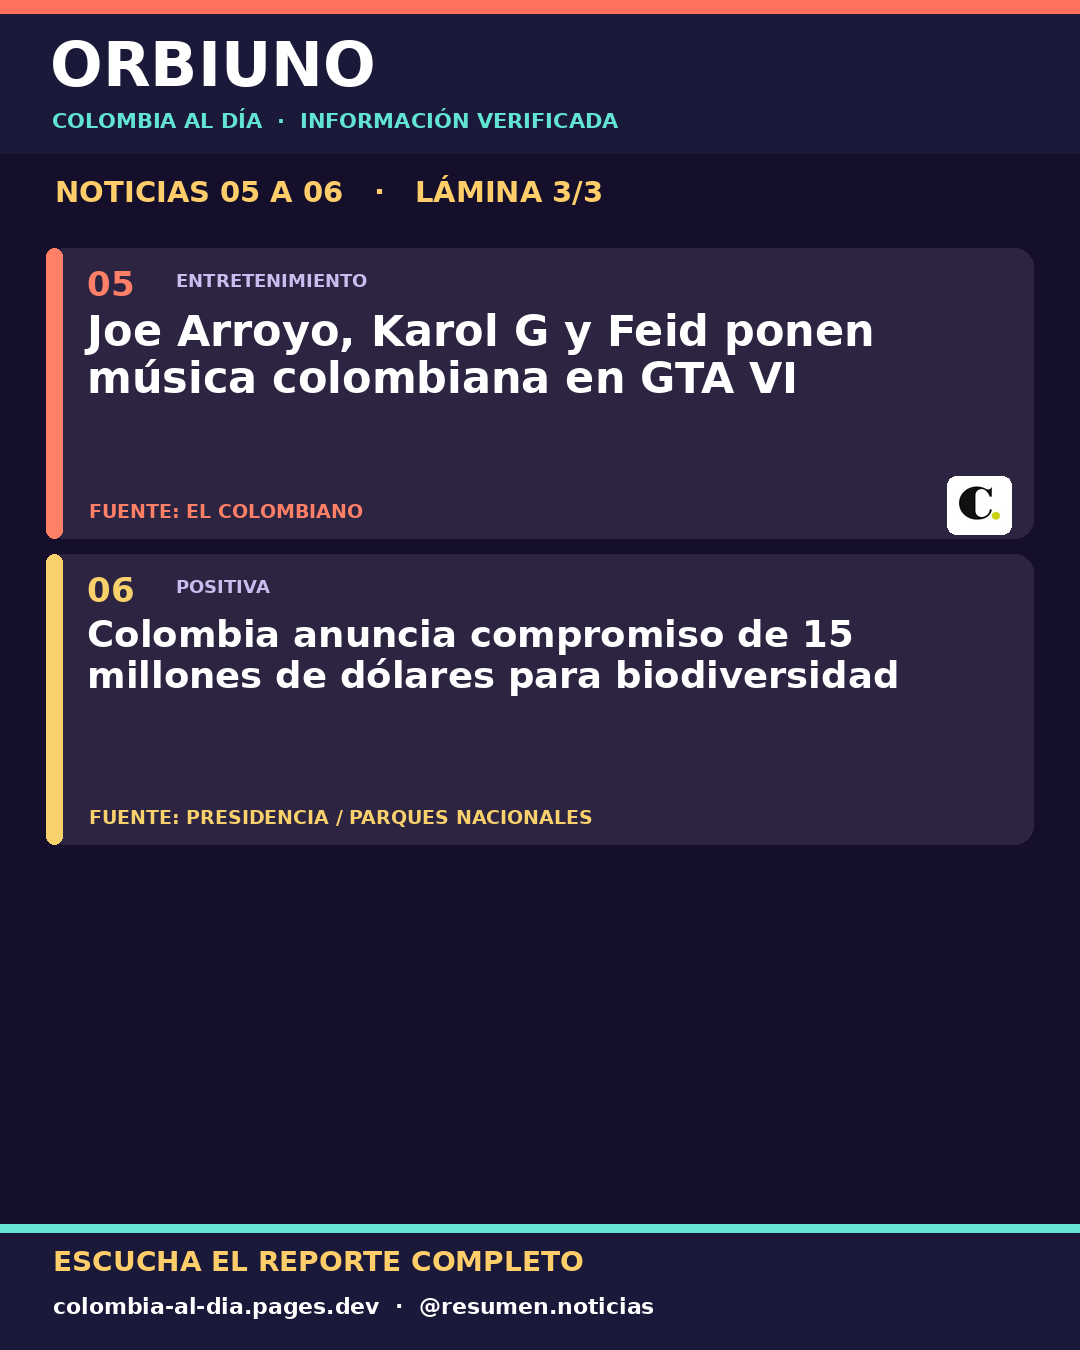 ORBIUNO
COLOMBIA AL DÍA · INFORMACIÓN VERIFICADA
NOTICIAS 05 A 06 · LÁMINA 3/3
05 ENTRETENIMIENTO
Joe Arroyo, Karol G y Feid ponen
música colombiana en GTA VI
FUENTE: EL COLOMBIANO
C.
06 POSITIVA
Colombia anuncia compromiso de 15
millones de dólares para biodiversidad
FUENTE: PRESIDENCIA / PARQUES NACIONALES
ESCUCHA EL REPORTE COMPLETO
colombia-al-dia.pages.dev · @resumen.noticias